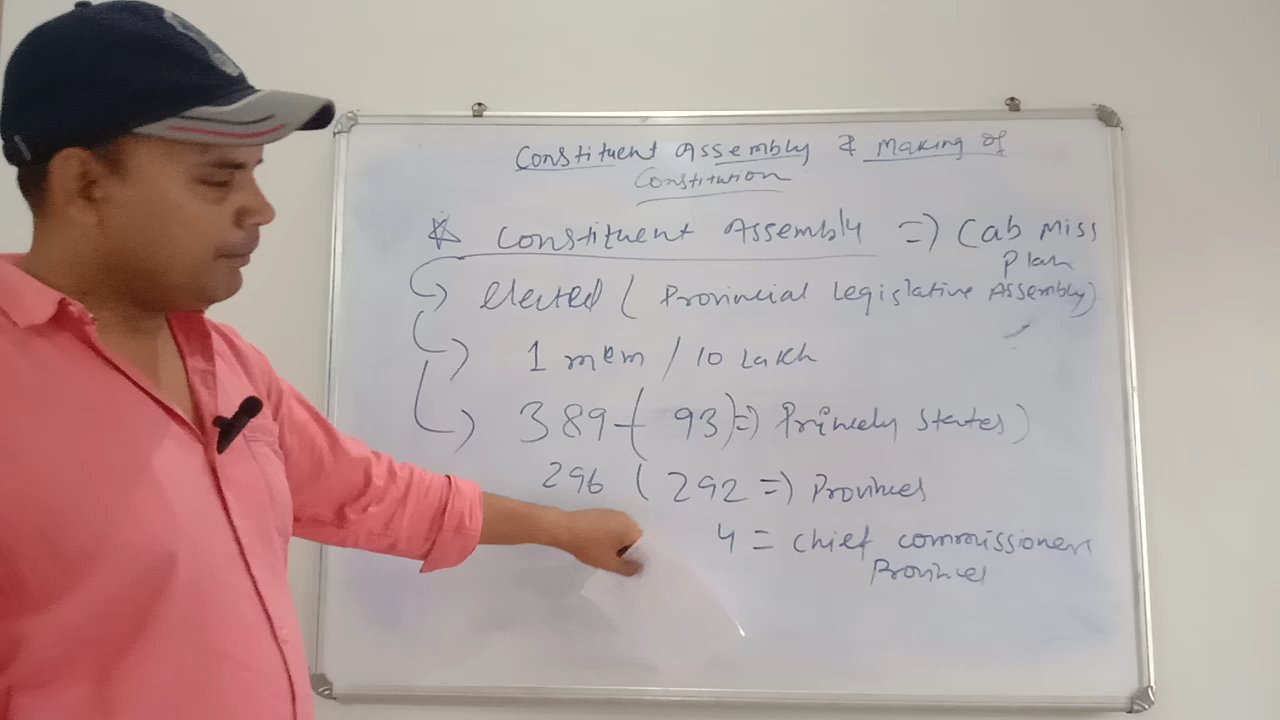 Constituent Assembly & Making of
Constitution
☆ Constituent Assembly => (Cab Miss
Plan
Elected ( Provincial Legislative Assembly)
1 mem / 10 Lakh
389 - ( 93) => Princely States)
296 ( 292 => Provinces
4 = Chief Commissioners
Provinces